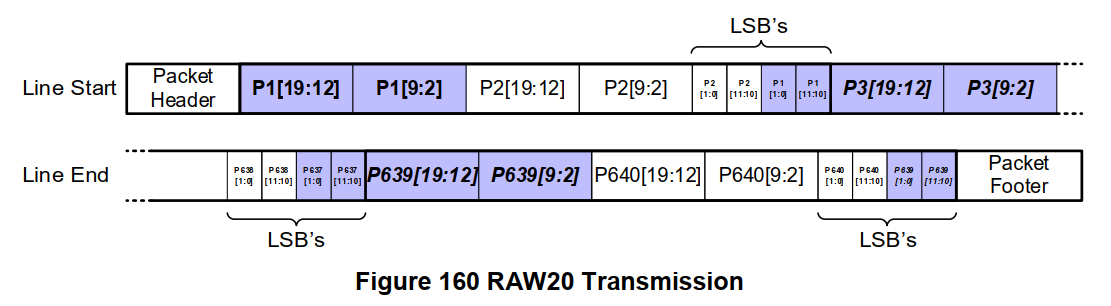 LSB's
Line Start
Packet Header
P1[19:12]
P1[9:2]
P2[19:12]
P2[9:2]
P2 [1:0]
P2 [11:10]
P1 [1:0]
P1 [11:10]
P3[19:12]
P3[9:2]
Line End
P638 [1:0]
P638 [11:10]
P637 [1:0]
P637 [11:10]
P639[19:12]
P639[9:2]
P640[19:12]
P640[9:2]
P640 [1:0]
P640 [11:10]
P639 [1:0]
P639 [11:10]
Packet Footer
LSB's
LSB's
Figure 160 RAW20 Transmission